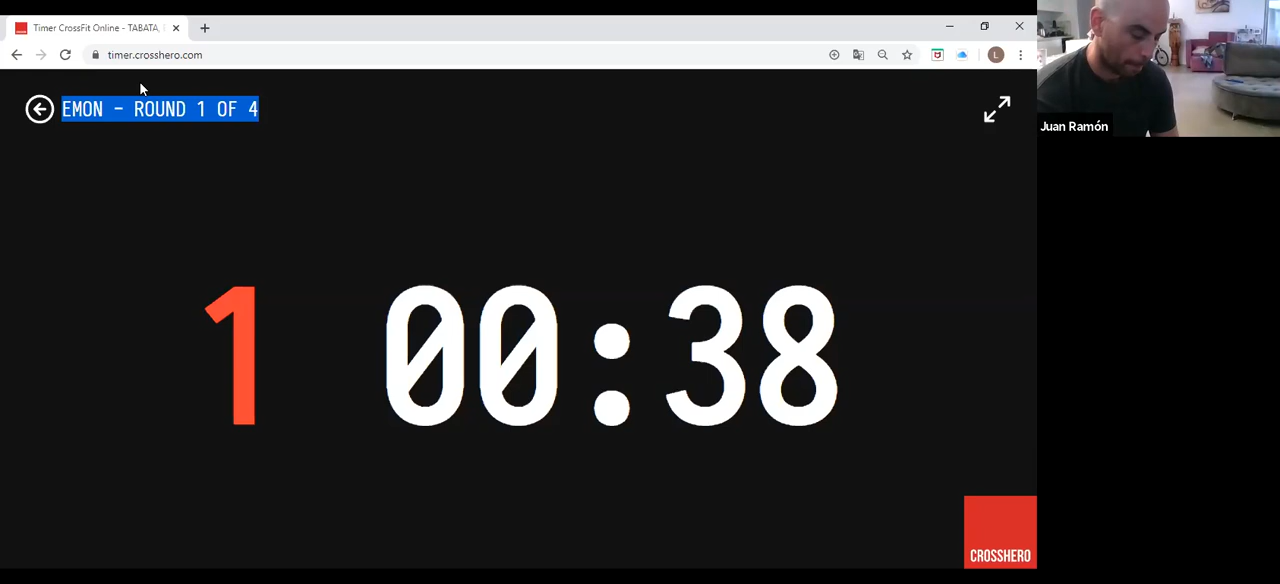 Timer CrossFit Online - TABATA,
timer.crosshero.com
L
EMON - ROUND 1 OF 4
Juan Ramón
1 00:38
CROSSHERO